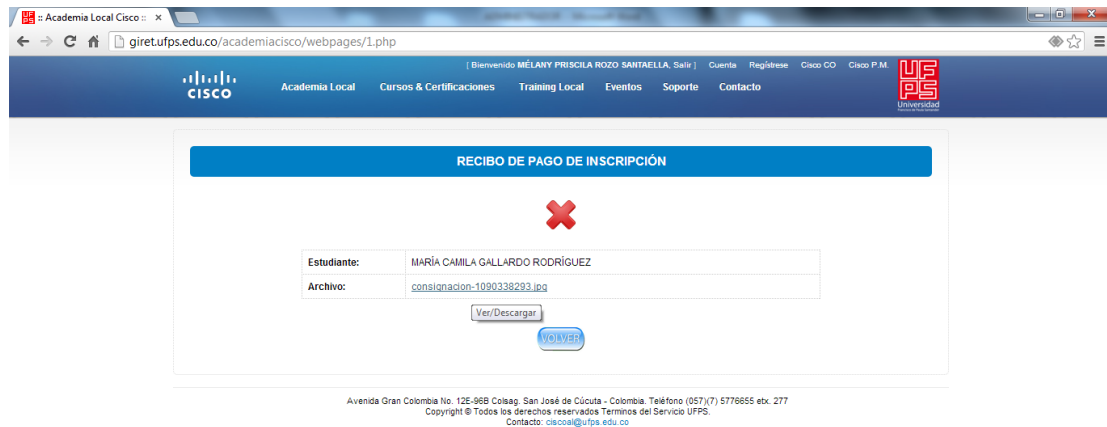 :: Academia Local Cisco ::
giret.ufps.edu.co/academiacisco/webpages/1.php
[ Bienvenido MÉLANY PRISCILA ROZO SANTAELLA, Salir ] Cuenta Regístrese Cisco CO Cisco P.M.
CISCO Academia Local Cursos & Certificaciones Training Local Eventos Soporte Contacto
UFPS
Universidad
RECIBO DE PAGO DE INSCRIPCIÓN
Estudiante: MARÍA CAMILA GALLARDO RODRÍGUEZ
Archivo: consignacion-1090338293.jpg
Ver/Descargar
VOLVER
Avenida Gran Colombia No. 12E-96B Colsag. San José de Cúcuta - Colombia. Teléfono (057)(7) 5776655 etx. 277
Copyright © Todos los derechos reservados Terminos del Servicio UFPS.
Contacto: ciscoal@ufps.edu.co